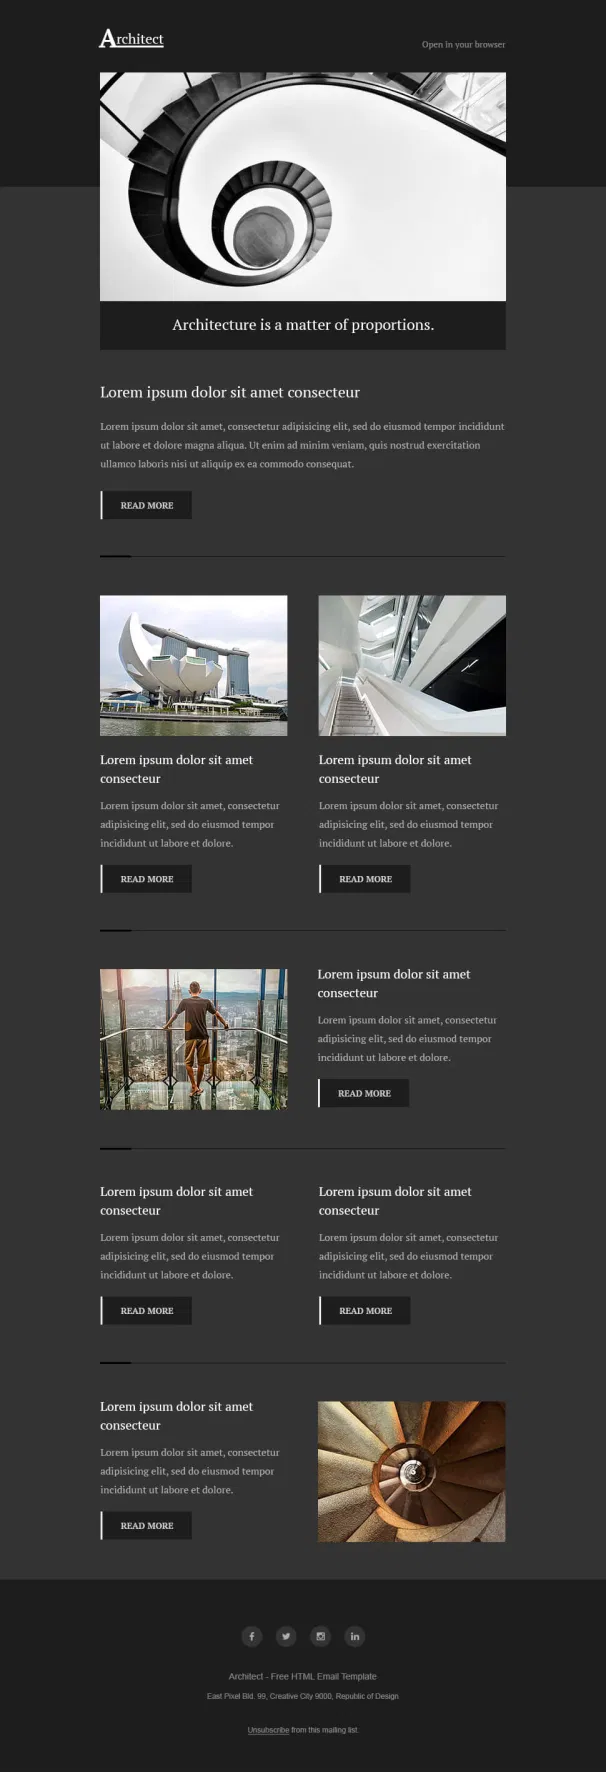 Architect
Open in your browser
Architecture is a matter of proportions.
Lorem ipsum dolor sit amet consecteur
Lorem ipsum dolor sit amet, consectetur adipisicing elit, sed do eiusmod tempor incididunt
ut labore et dolore magna aliqua. Ut enim ad minim veniam, quis nostrud exercitation
ullamco laboris nisi ut aliquip ex ea commodo consequat.
READ MORE
Lorem ipsum dolor sit amet
consecteur
Lorem ipsum dolor sit amet, consectetur
adipisicing elit, sed do eiusmod tempor
incididunt ut labore et dolore.
READ MORE
Lorem ipsum dolor sit amet
consecteur
Lorem ipsum dolor sit amet, consectetur
adipisicing elit, sed do eiusmod tempor
incididunt ut labore et dolore.
READ MORE
Lorem ipsum dolor sit amet
consecteur
Lorem ipsum dolor sit amet, consectetur
adipisicing elit, sed do eiusmod tempor
incididunt ut labore et dolore.
READ MORE
Lorem ipsum dolor sit amet
consecteur
Lorem ipsum dolor sit amet, consectetur
adipisicing elit, sed do eiusmod tempor
incididunt ut labore et dolore.
READ MORE
Lorem ipsum dolor sit amet
consecteur
Lorem ipsum dolor sit amet, consectetur
adipisicing elit, sed do eiusmod tempor
incididunt ut labore et dolore.
READ MORE
Lorem ipsum dolor sit amet
consecteur
Lorem ipsum dolor sit amet, consectetur
adipisicing elit, sed do eiusmod tempor
incididunt ut labore et dolore.
READ MORE
Architect - Free HTML Email Template
East Pixel Bld. 99, Creative City 9000, Republic of Design
Unsubscribe from this mailing list.